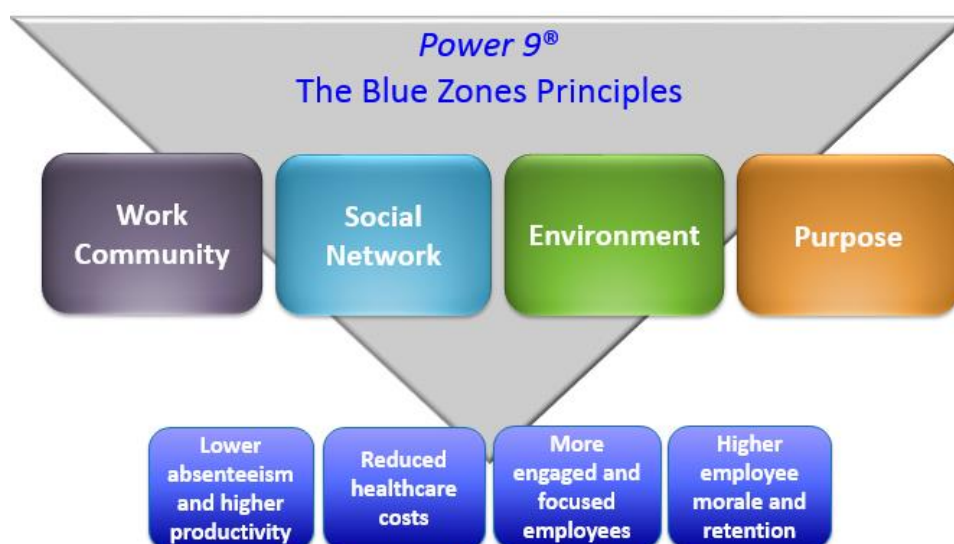 Power 9®
The Blue Zones Principles
Work
Community
Social
Network
Environment
Purpose
Lower
absenteeism
and higher
productivity
Reduced
healthcare
costs
More
engaged and
focused
employees
Higher
employee
morale and
retention